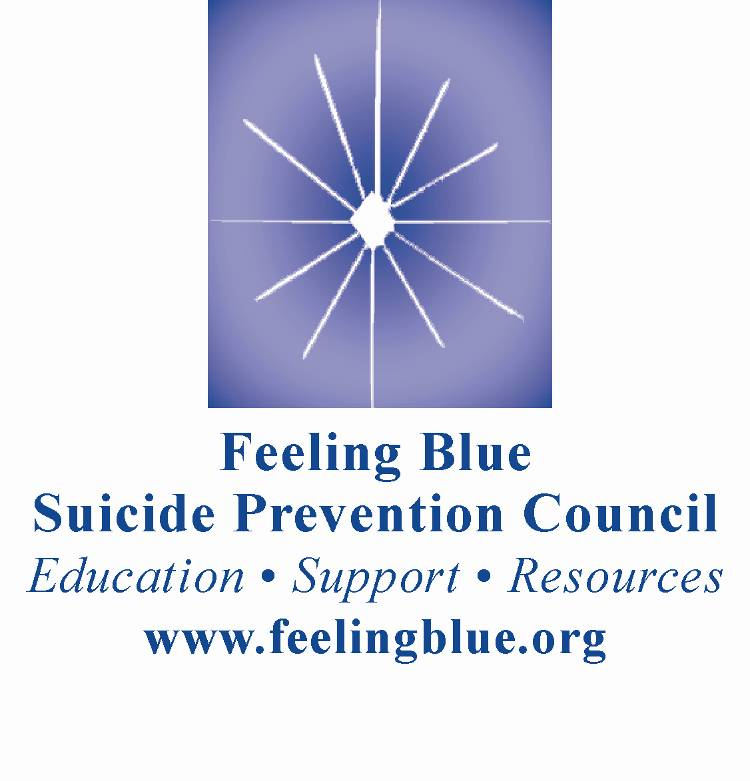 Feeling Blue
Suicide Prevention Council
Education • Support • Resources
www.feelingblue.org